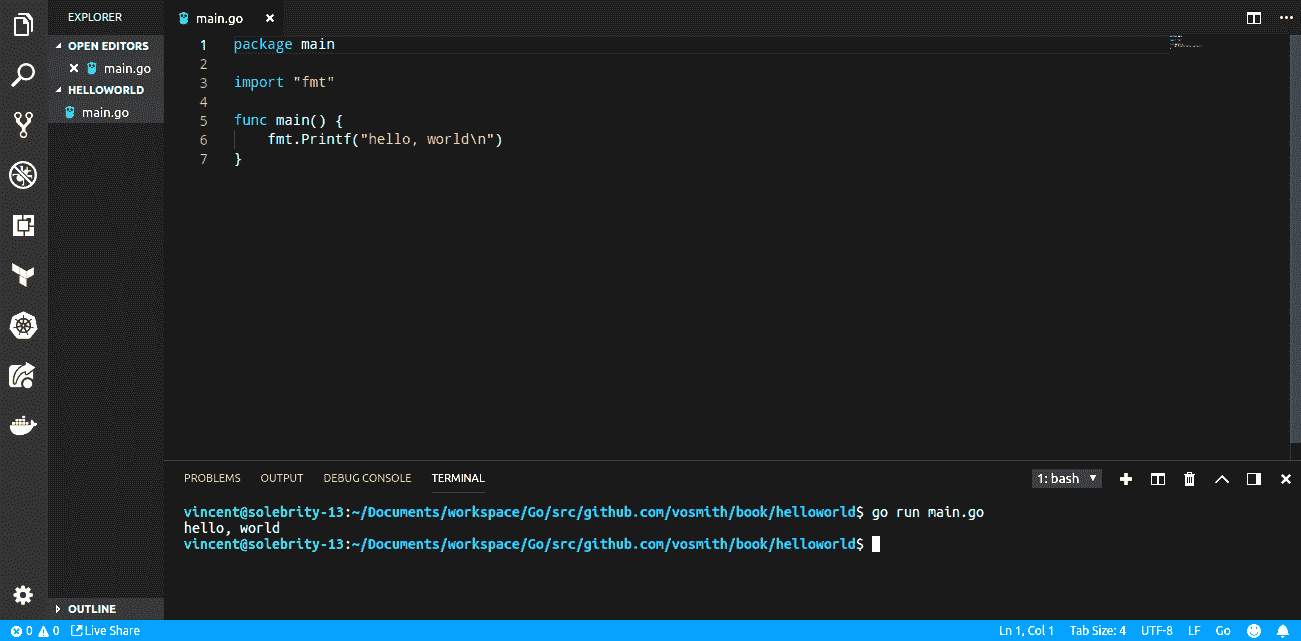 EXPLORER
OPEN EDITORS
main.go
HELLOWORLD
main.go
OUTLINE
main.go
1 package main
2
3 import "fmt"
4
5 func main() {
6 fmt.Printf("hello, world\n")
7 }
PROBLEMS OUTPUT DEBUG CONSOLE TERMINAL 1: bash
vincent@solebrity-13:~/Documents/workspace/Go/src/github.com/vosmith/book/helloworld$ go run main.go
hello, world
vincent@solebrity-13:~/Documents/workspace/Go/src/github.com/vosmith/book/helloworld$
0 0 Live Share Ln 1, Col 1 Tab Size: 4 UTF-8 LF Go